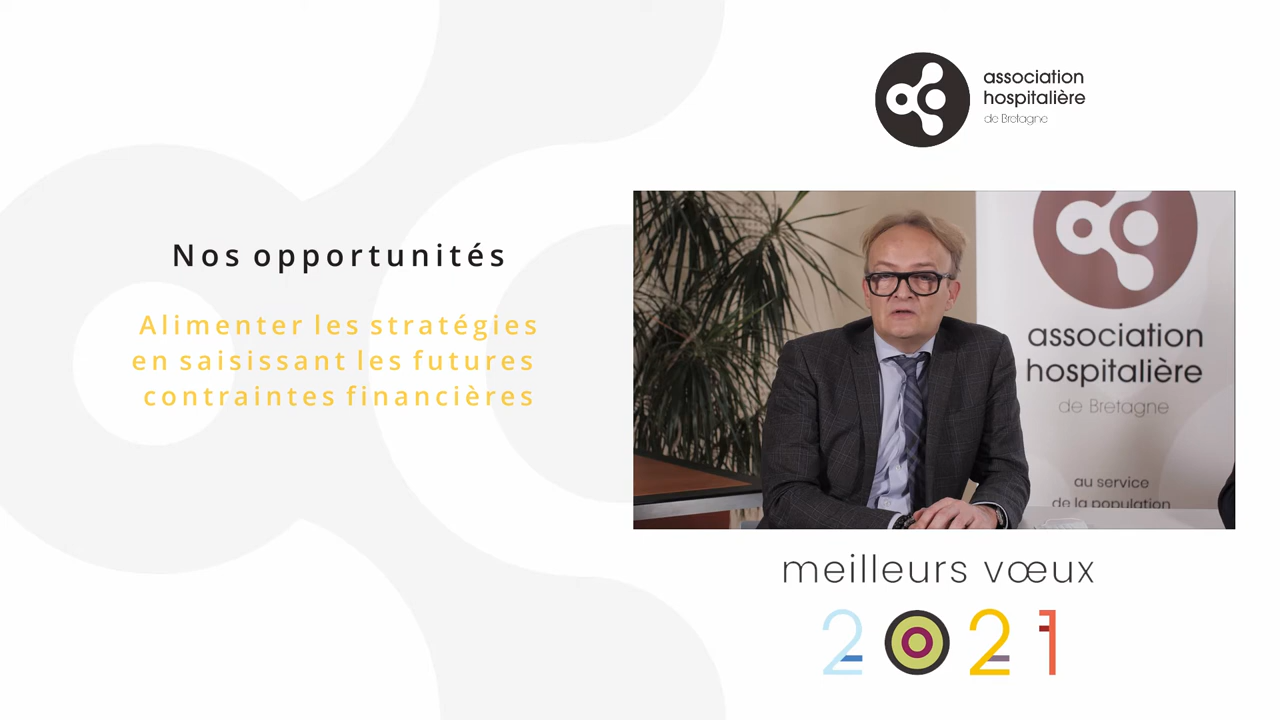 association
hospitalière
de Bretagne
Nos opportunités
Alimenter les stratégies
en saisissant les futures
contraintes financières
association
hospitalière
de Bretagne
au service
de la population
meilleurs vœux
2021